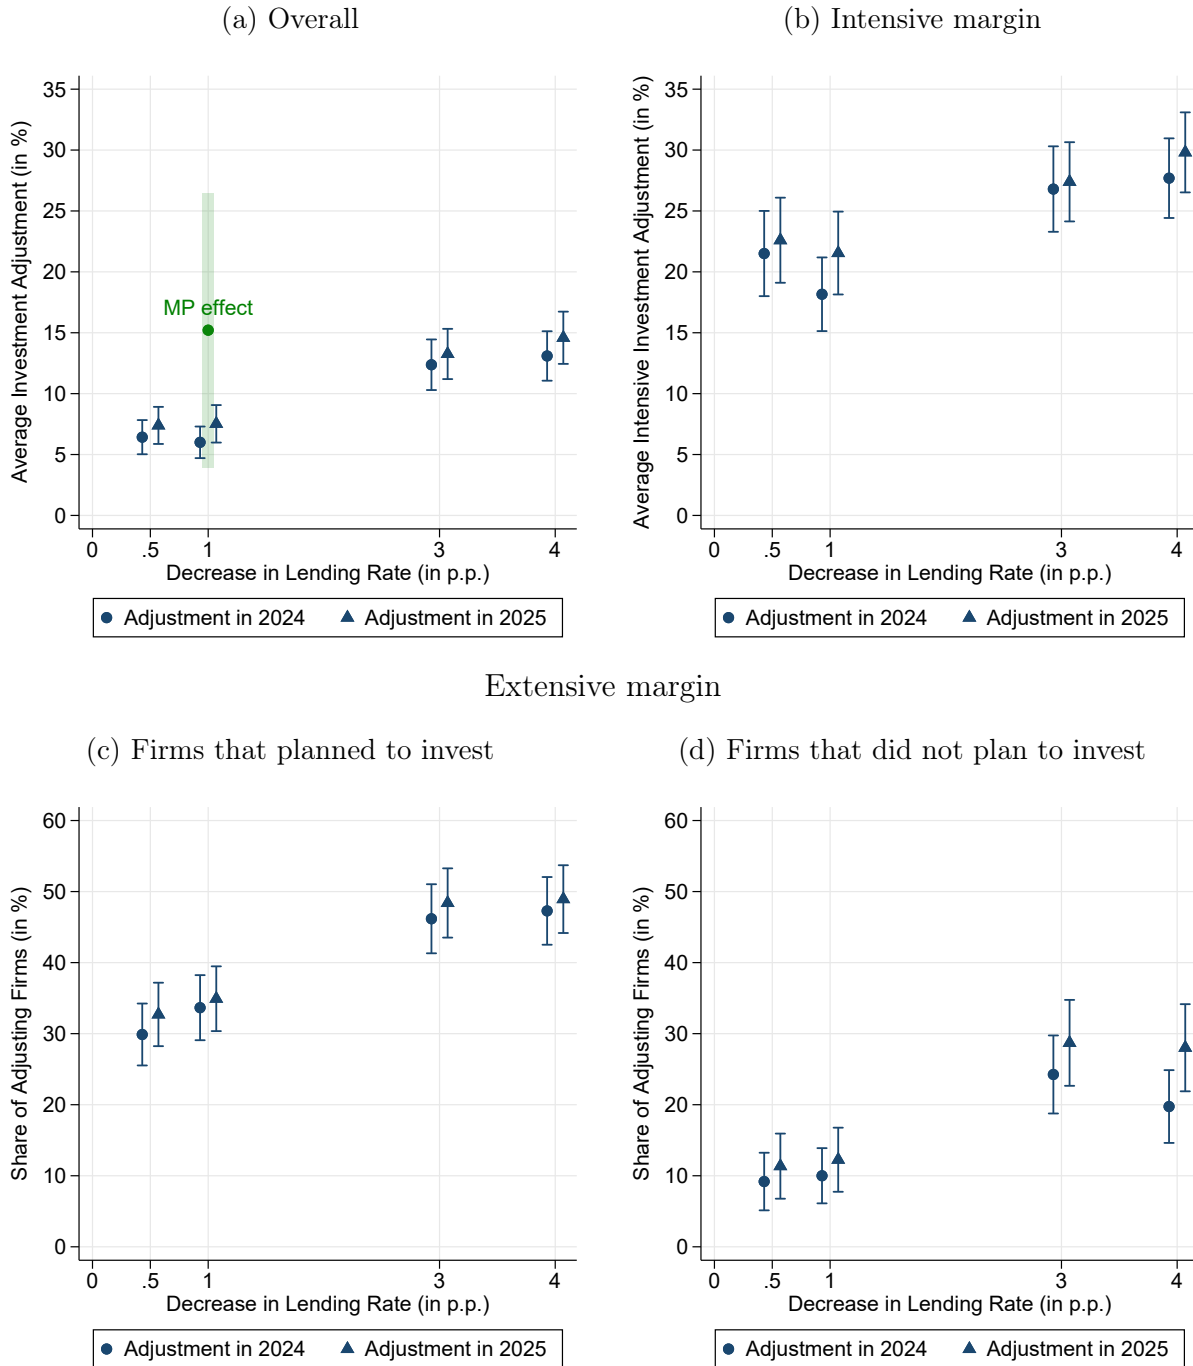 (a) Overall
(b) Intensive margin
Average Investment Adjustment (in %)
35
30
25
20
15
10
5
0
MP effect
0 .5 1 3 4
Decrease in Lending Rate (in p.p.)
Adjustment in 2024 Adjustment in 2025
Average Intensive Investment Adjustment (in %)
35
30
25
20
15
10
5
0
0 .5 1 3 4
Decrease in Lending Rate (in p.p.)
Adjustment in 2024 Adjustment in 2025
Extensive margin
(c) Firms that planned to invest
(d) Firms that did not plan to invest
Share of Adjusting Firms (in %)
60
50
40
30
20
10
0
0 .5 1 3 4
Decrease in Lending Rate (in p.p.)
Adjustment in 2024 Adjustment in 2025
Share of Adjusting Firms (in %)
60
50
40
30
20
10
0
0 .5 1 3 4
Decrease in Lending Rate (in p.p.)
Adjustment in 2024 Adjustment in 2025